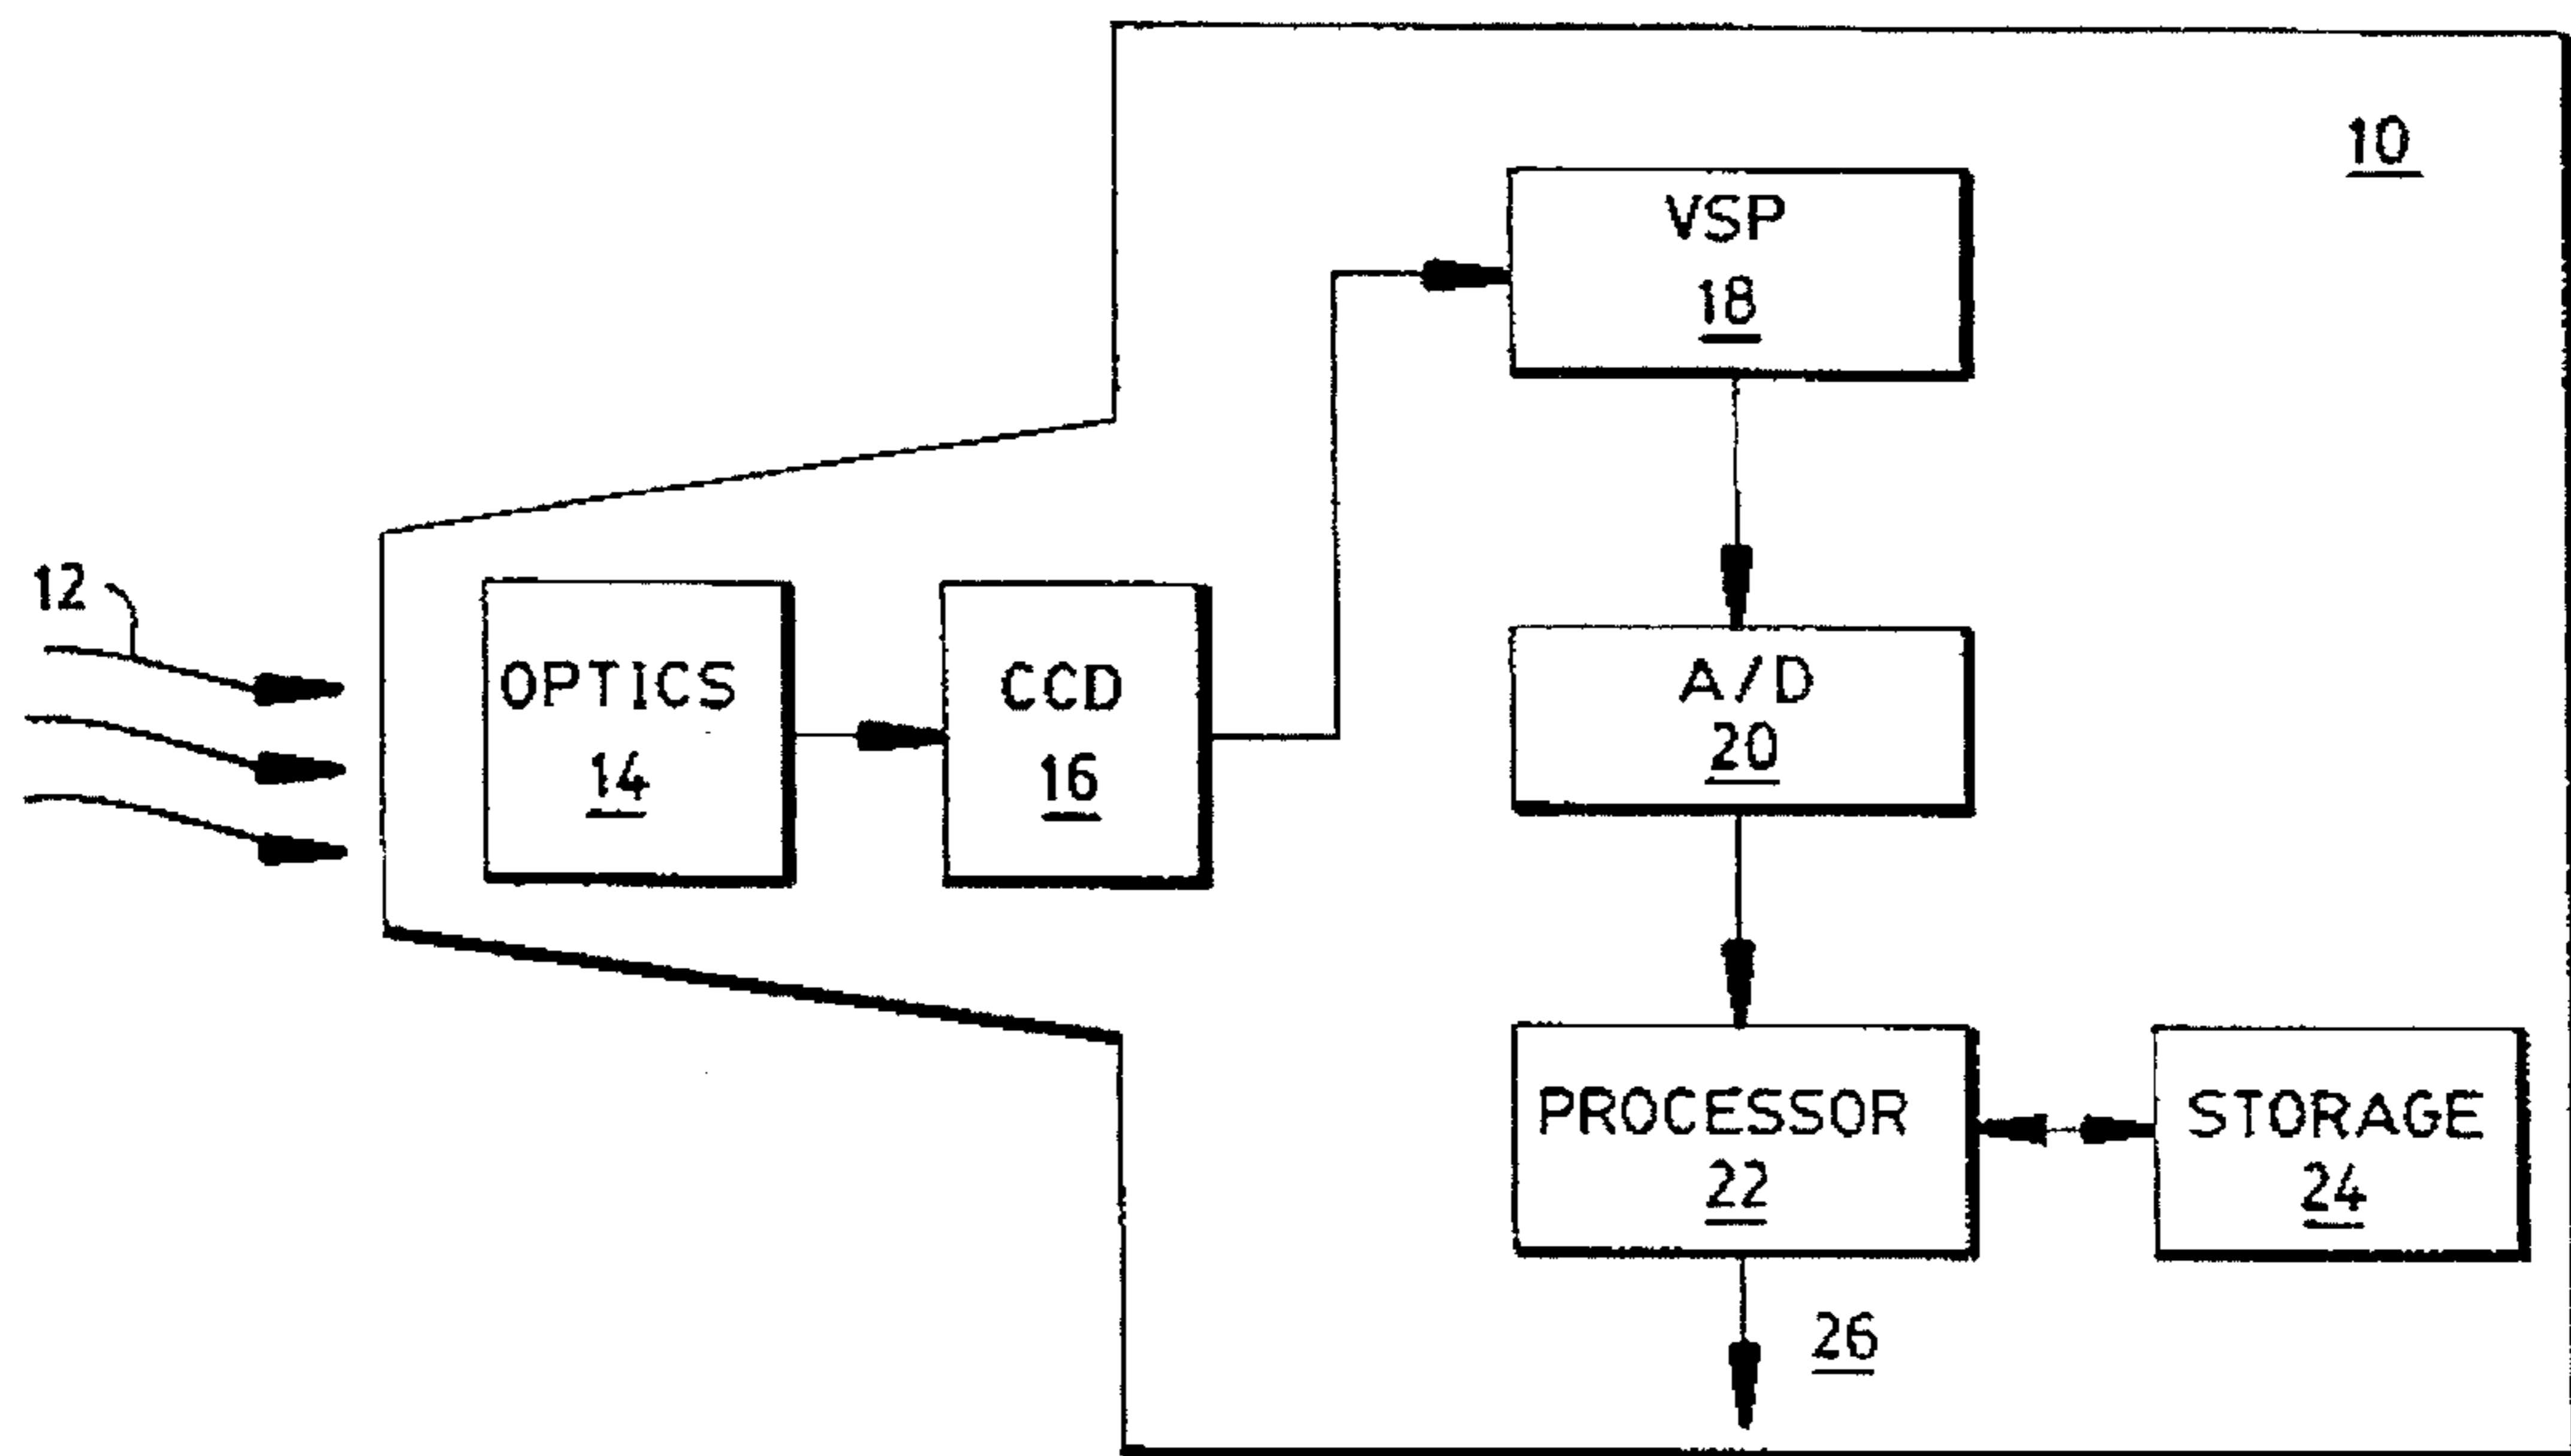 10
VSP
18
12
OPTICS
14
CCD
16
A/D
20
PROCESSOR
22
STORAGE
24
26